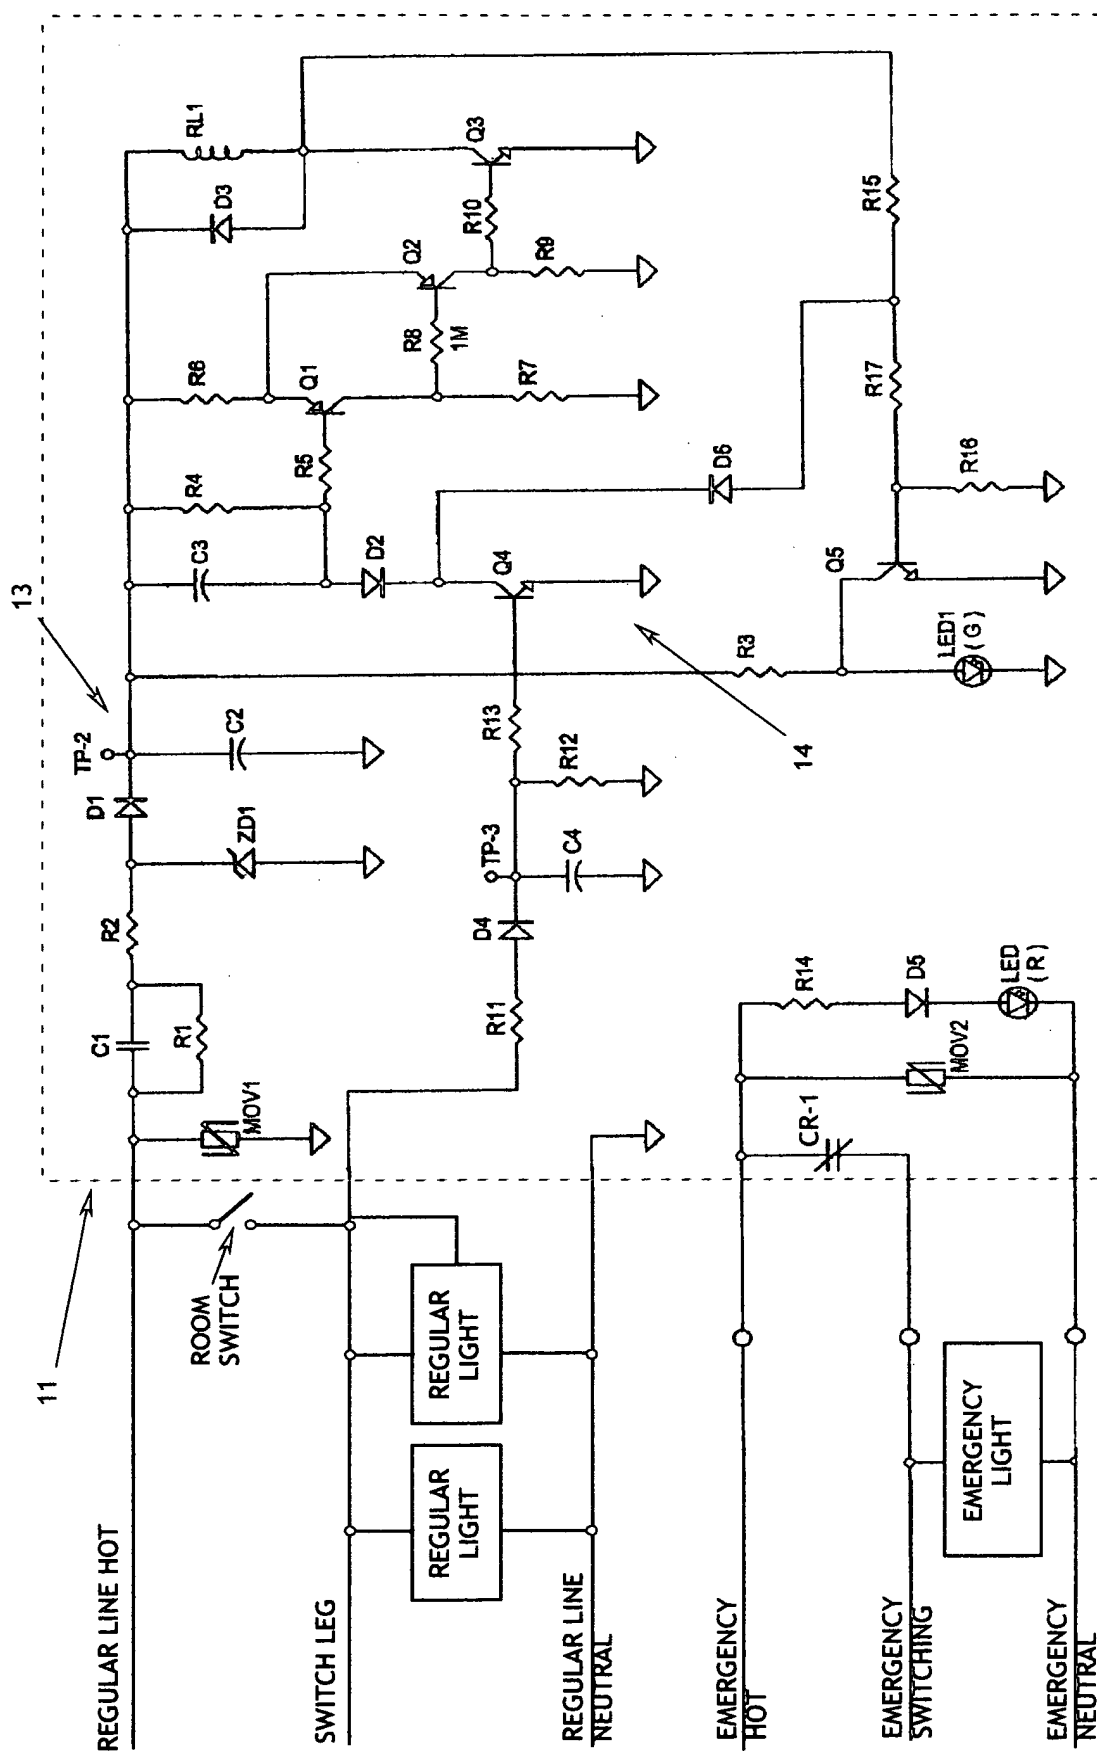 11
13
REGULAR LINE HOT
ROOM
SWITCH
MOV1
C1
R1
R2
ZD1
D1
TP-2
C2
C3
R4
R5
R6
Q1
D3
RL1
SWITCH LEG
REGULAR
LIGHT
REGULAR
LIGHT
REGULAR LINE
NEUTRAL
R11
D4
TP-3
C4
R12
R13
D2
Q4
R7
R8
1M
Q2
R9
R10
Q3
14
D6
R3
LED1
(G)
Q5
R16
R17
R15
EMERGENCY
HOT
EMERGENCY
SWITCHING
EMERGENCY
NEUTRAL
EMERGENCY
LIGHT
CR-1
MOV2
R14
D5
LED
(R)